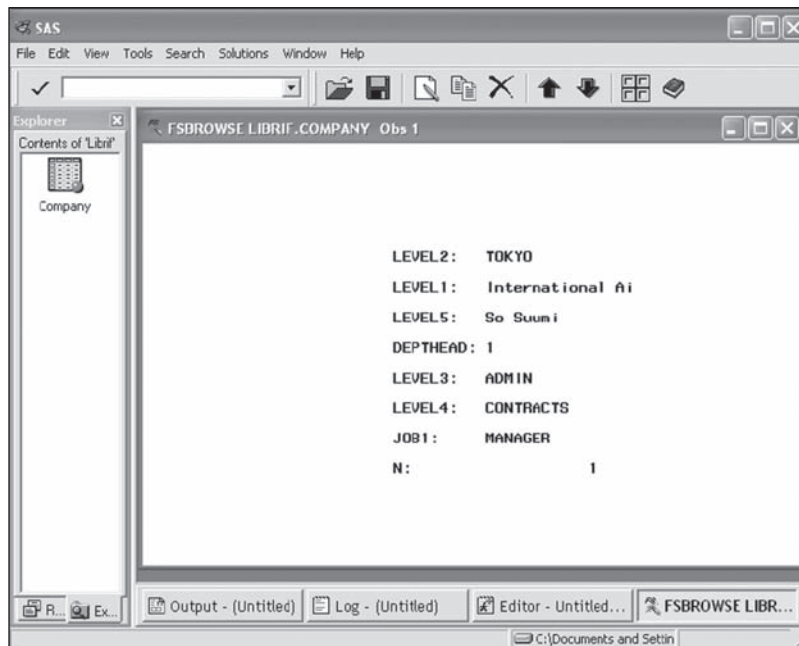 SAS
File Edit View Tools Search Solutions Window Help
Explorer
Contents of 'Librif'
Company
FSBROWSE LIBRIF.COMPANY Obs 1
LEVEL2: TOKYO
LEVEL1: International Ai
LEVEL5: So Suumi
DEPTHEAD: 1
LEVEL3: ADMIN
LEVEL4: CONTRACTS
JOB1: MANAGER
N: 1
R... Ex... Output - (Untitled) Log - (Untitled) Editor - Untitled... FSBROWSE LIBR...
C:\Documents and Settin